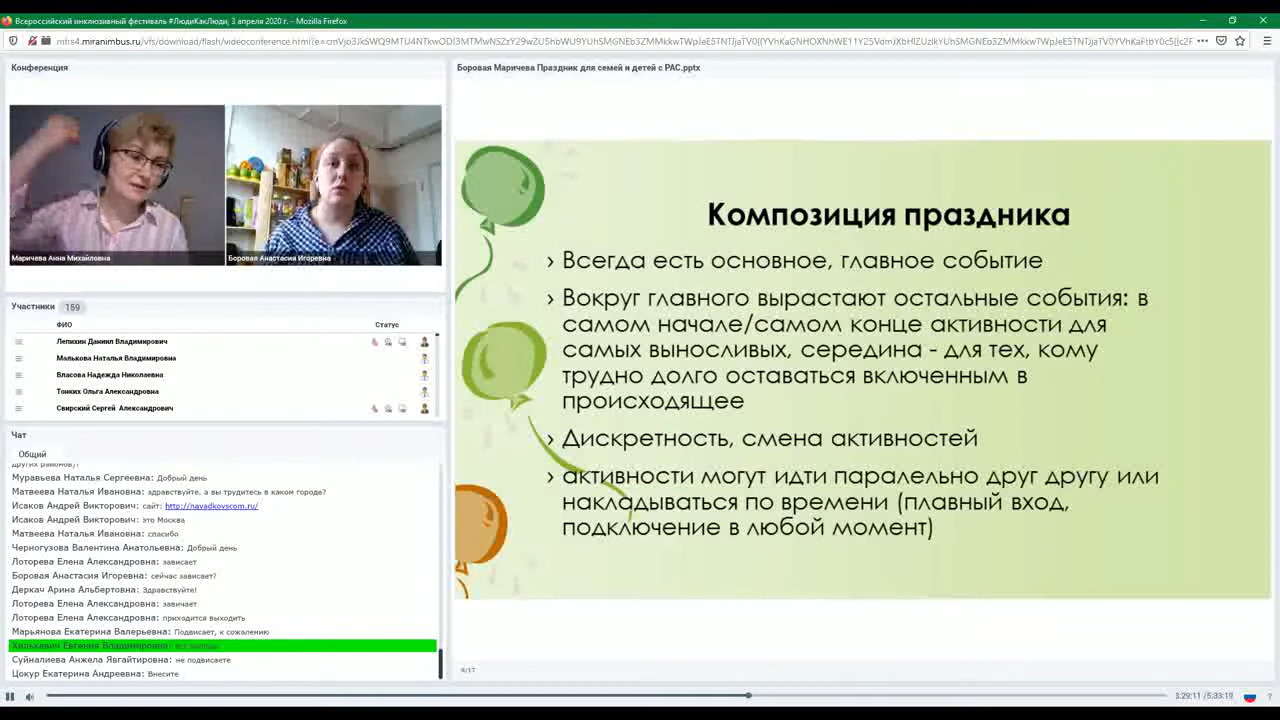 Всероссийский инклюзивный фестиваль #ЛюдиКакЛюди, 3 апреля 2020 г. - Mozilla Firefox
Конференция
Маричева Анна Михайловна
Боровая Анастасия Игоревна
Участники 159
ФИО Статус
Лепихин Даниил Владимирович
Малькова Наталья Владимировна
Власова Надежда Николаевна
Тонких Ольга Александровна
Свирский Сергей Александрович
Чат
Общий
других районов)?
Муравьева Наталья Сергеевна: Добрый день
Матвеева Наталья Ивановна: здравствуйте. а вы трудитесь в каком городе?
Исаков Андрей Викторович: сайт: http://navadkovscom.ru/
Исаков Андрей Викторович: это Москва
Матвеева Наталья Ивановна: спасибо
Черногузова Валентина Анатольевна: Добрый день
Лоторева Елена Александровна: зависает
Боровая Анастасия Игоревна: сейчас зависает?
Деркач Арина Альбертовна: Здравствуйте!
Лоторева Елена Александровна: завичает
Лоторева Елена Александровна: приходится выходить
Марьянова Екатерина Валерьевна: Подвисает, к сожалению
Хилькевич Евгения Владимировна:
Суйналиева Анжела Явгайтировна: не подвисаете
Цокур Екатерина Андреевна: Внесите
Боровая Маричева Праздник для семей и детей с РАС.pptx
Композиция праздника
› Всегда есть основное, главное событие
› Вокруг главного вырастают остальные события: в
самом начале/самом конце активности для
самых выносливых, середина - для тех, кому
трудно долго оставаться включенным в
происходящее
› Дискретность, смена активностей
› активности могут идти паралельно друг другу или
накладываться по времени (плавный вход,
подключение в любой момент)
3:29:11 /5:33:19